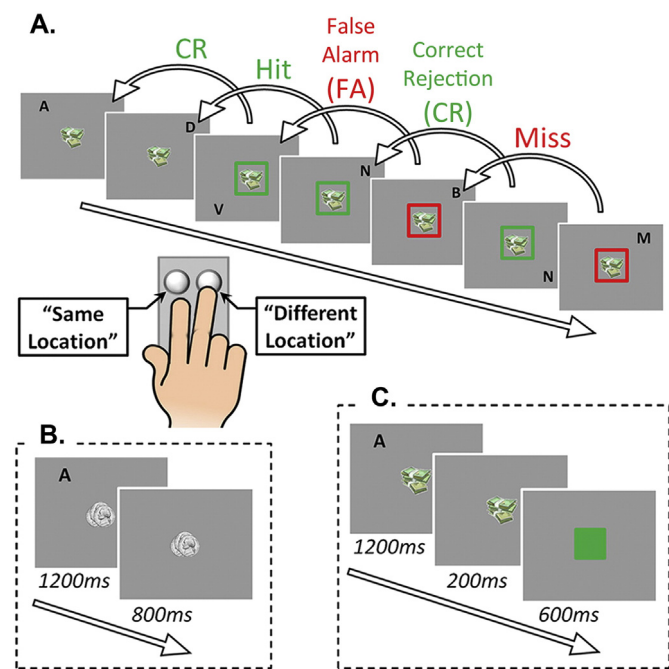 A.
CR
Hit
False
Alarm
(FA)
Correct
Rejection
(CR)
Miss
A
D
V
N
B
N
M
“Same
Location”
“Different
Location”
B.
A
1200ms
800ms
C.
A
1200ms
200ms
600ms